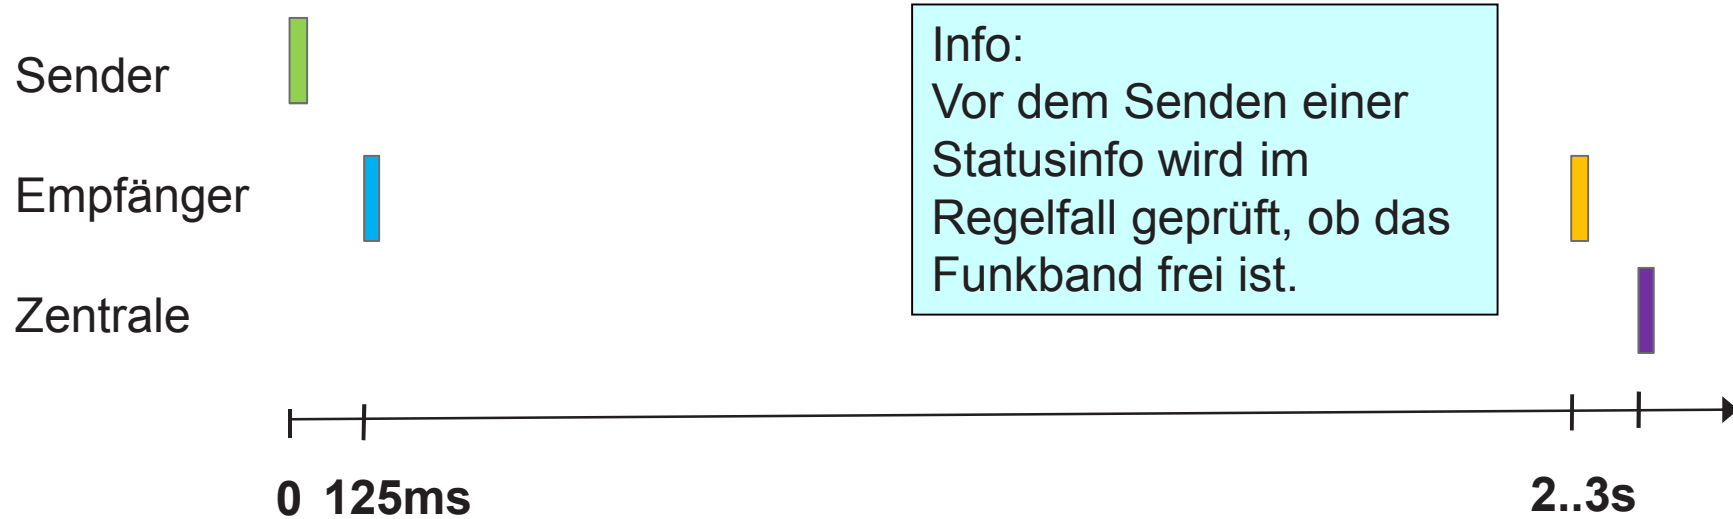 Sender
Empfänger
Zentrale
Info:
Vor dem Senden einer
Statusinfo wird im
Regelfall geprüft, ob das
Funkband frei ist.
0 125ms
2..3s